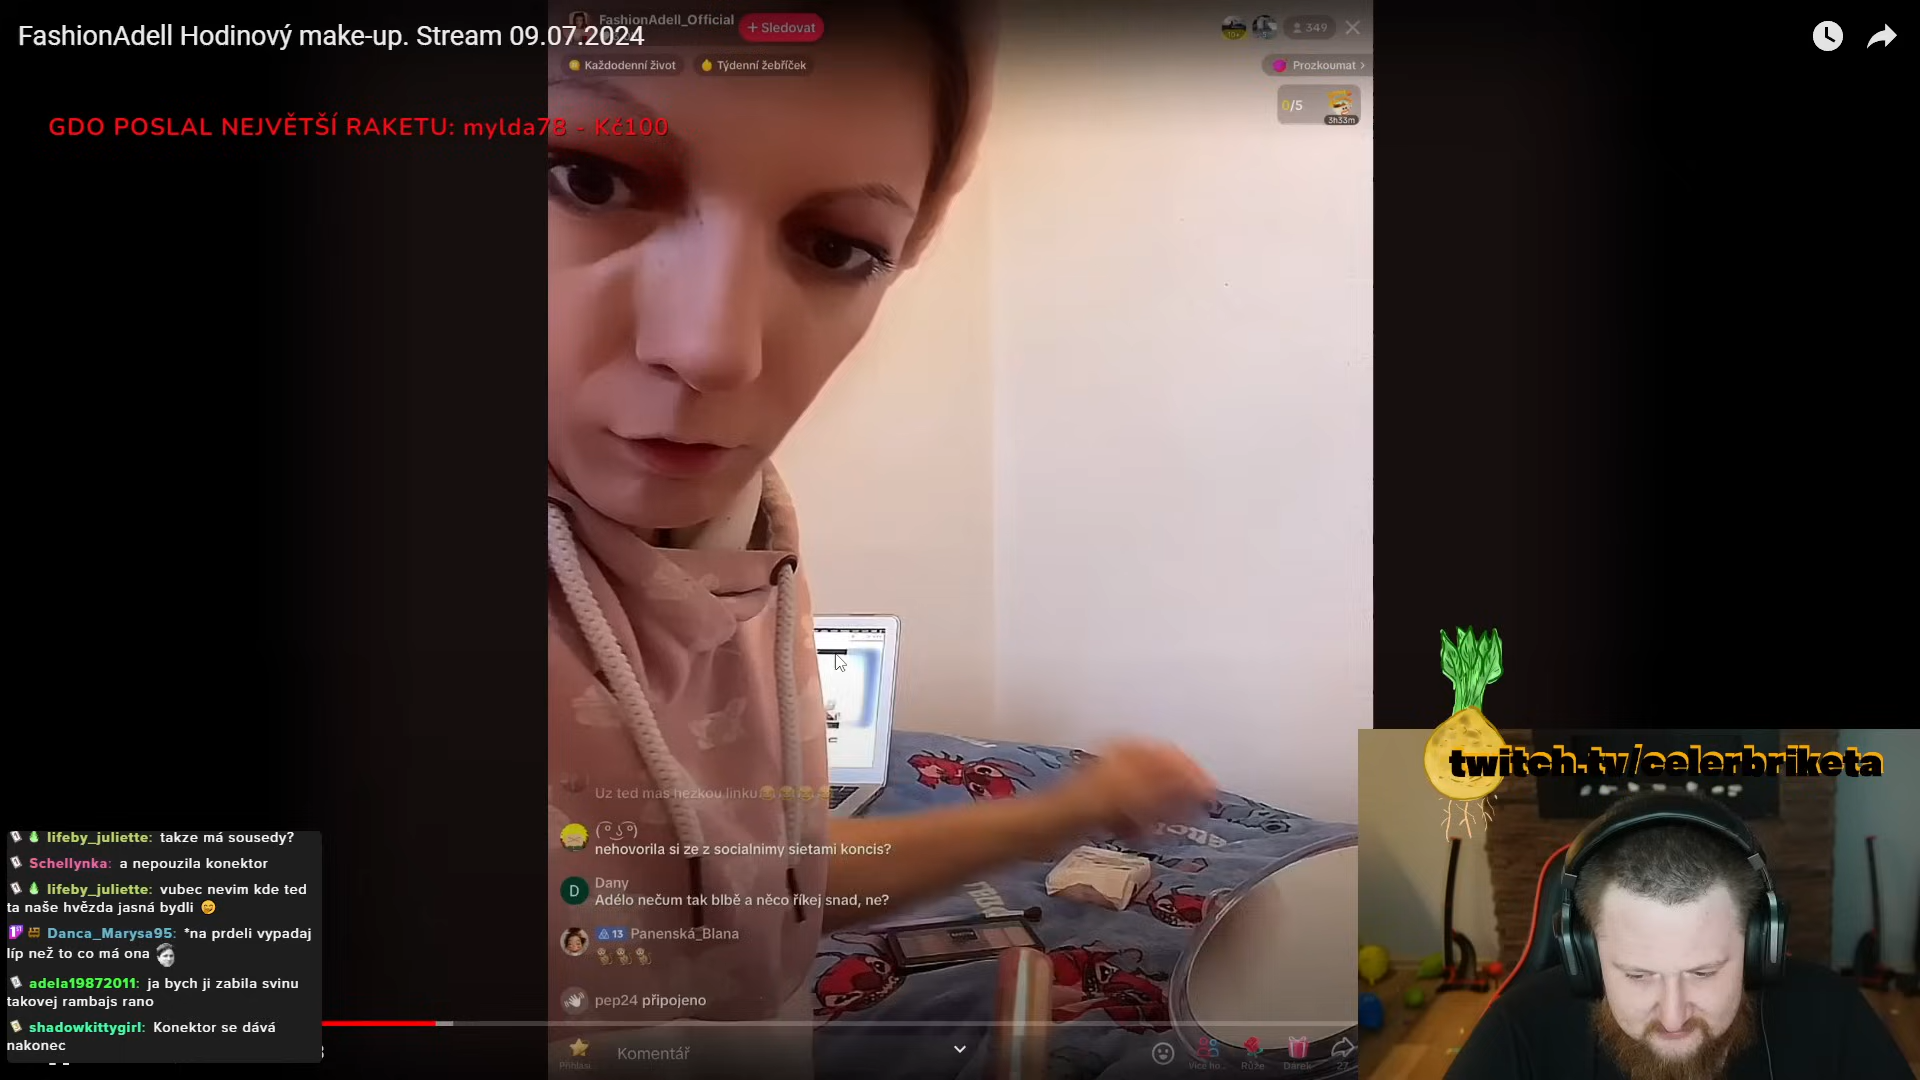 FashionAdell Hodinový make-up. Stream 09.07.2024
FashionAdell_Official
+ Sledovat
349
Každodenní život
Týdenní žebříček
Prozkoumat >
0/5
3h33m
GDO POSLAL NEJVĚTŠÍ RAKETU: mylda78 - Kč100
Uz ted mas hezkou linku
( ͡° ͜ʖ ͡°)
nehovorila si ze z socialnimy sietami koncis?
D
Dany
Adélo nečum tak blbě a něco říkej snad, ne?
13 Panenská_Blana
pep24 připojeno
Komentář
Růže
Dárek
27
lifeby_juliette: takze má sousedy?
Schellynka: a nepouzila konektor
lifeby_juliette: vubec nevim kde ted
ta naše hvězda jasná bydli
Danca_Marysa95: *na prdeli vypadaj
líp než to co má ona
adela19872011: ja bych ji zabila svinu
takovej rambajs rano
shadowkittygirl: Konektor se dává
nakonec
twitch.tv/celerbriketa